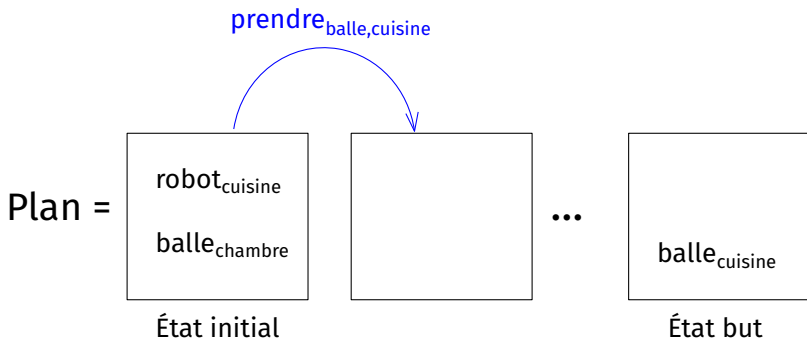 prendre balle,cuisine
Plan =
robot cuisine
balle chambre
...
balle cuisine
État initial
État but